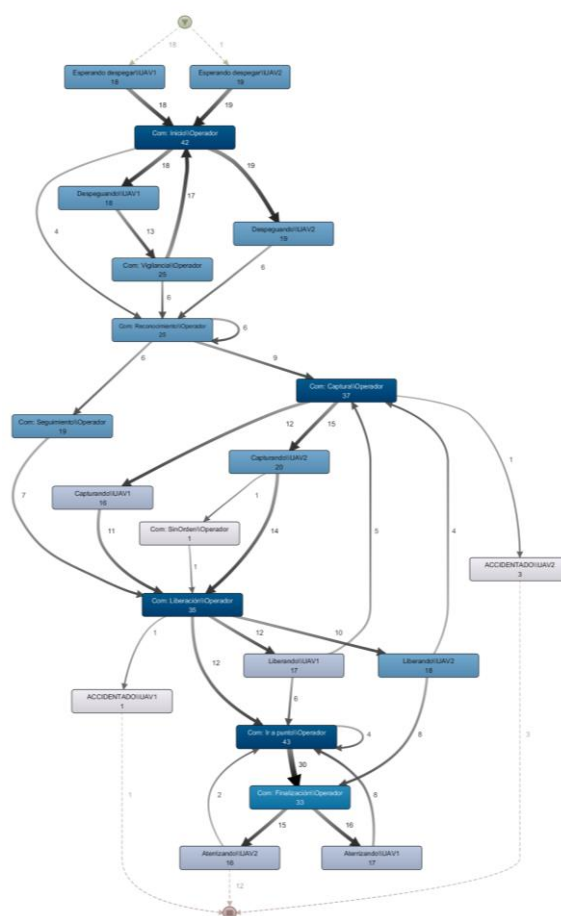 18
1
Esperando despegar\\UAV1
18
Esperando despegar\\UAV2
19
18
19
Com: Inicio\\Operador
42
18
19
17
4
Despegando\\UAV1
18
Despegando\\UAV2
19
13
Com: Vigilancia\\Operador
25
6
6
Com: Reconocimiento\\Operador
6
6
9
Com: Captura\\Operador
37
12
15
1
Com: Seguimiento\\Operador
19
Capturando\\UAV2
20
7
Capturando\\UAV1
16
1
5
4
11
14
Com: SinOrden\\Operador
1
1
ACCIDENTADO\\UAV2
3
Com: Liberación\\Operador
35
1
12
12
10
Liberando\\UAV1
17
Liberando\\UAV2
18
ACCIDENTADO\\UAV1
1
6
8
Com: Ir a punto\\Operador
43
4
30
Com: Finalización\\Operador
33
1
3
2
8
15
16
Aterrizando\\UAV2
16
Aterrizando\\UAV1
17
12